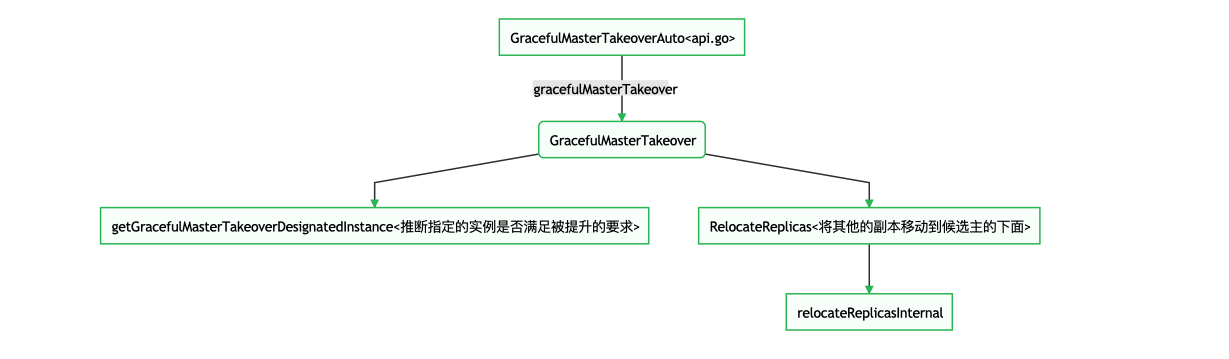 GracefulMasterTakeoverAuto<api.go>
gracefulMasterTakeover
GracefulMasterTakeover
getGracefulMasterTakeoverDesignatedInstance<推断指定的实例是否满足被提升的要求>
RelocateReplicas<将其他的副本移动到候选主的下面>
relocateReplicasInternal